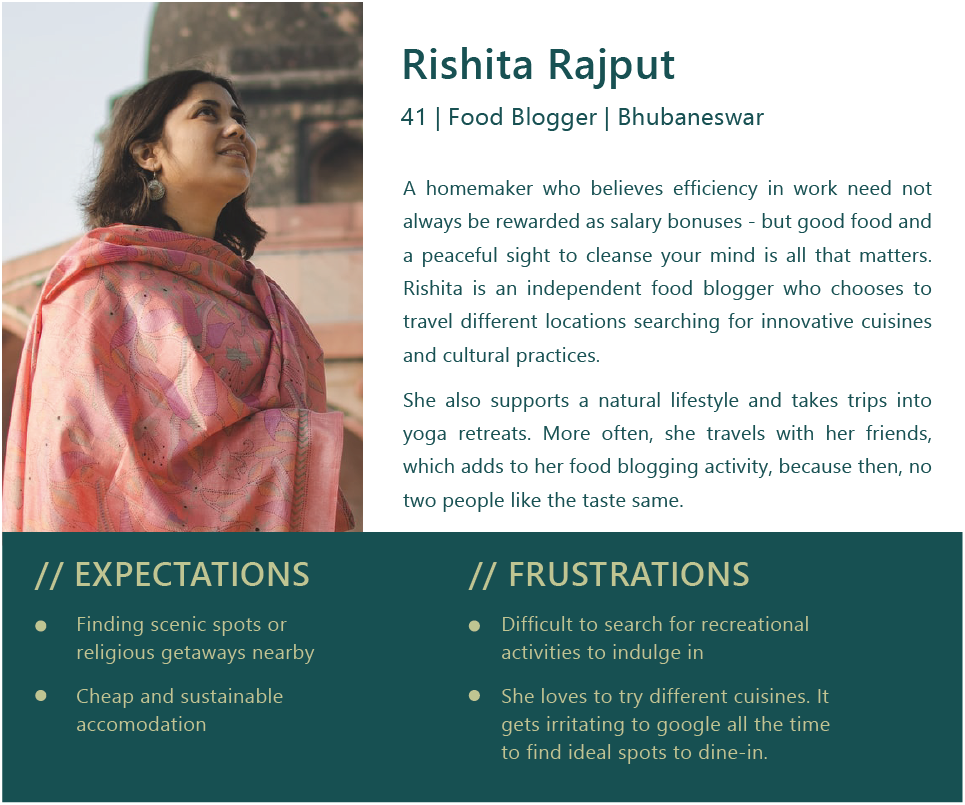 Rishita Rajput
41 | Food Blogger | Bhubaneswar
A homemaker who believes efficiency in work need not
always be rewarded as salary bonuses - but good food and
a peaceful sight to cleanse your mind is all that matters.
Rishita is an independent food blogger who chooses to
travel different locations searching for innovative cuisines
and cultural practices.
She also supports a natural lifestyle and takes trips into
yoga retreats. More often, she travels with her friends,
which adds to her food blogging activity, because then, no
two people like the taste same.
// EXPECTATIONS
● Finding scenic spots or
religious getaways nearby
● Cheap and sustainable
accomodation
// FRUSTRATIONS
● Difficult to search for recreational
activities to indulge in
● She loves to try different cuisines. It
gets irritating to google all the time
to find ideal spots to dine-in.